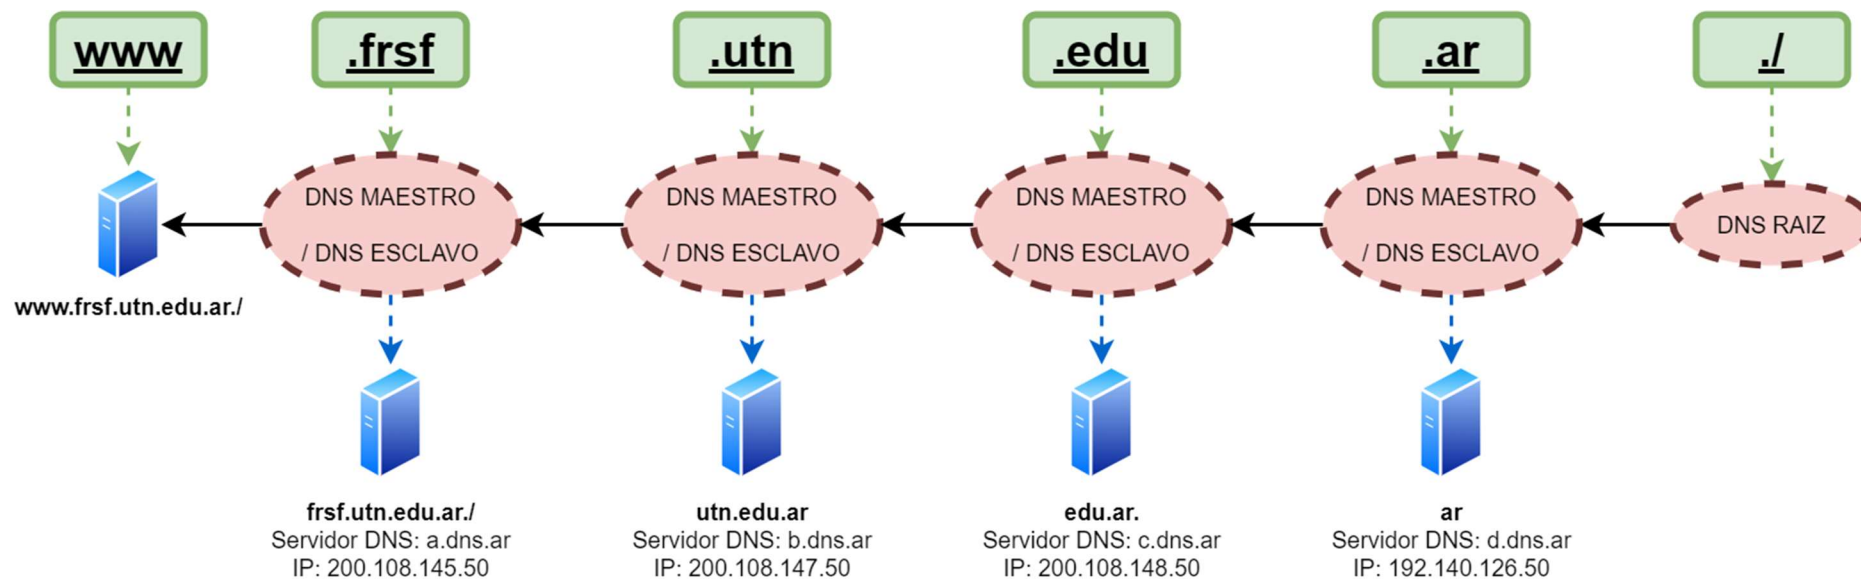 www .frsf .utn .edu .ar ./
DNS MAESTRO DNS MAESTRO DNS MAESTRO DNS MAESTRO
DNS RAIZ
/ DNS ESCLAVO / DNS ESCLAVO / DNS ESCLAVO / DNS ESCLAVO
www.frsf.utn.edu.ar./
frsf.utn.edu.ar./ utn.edu.ar edu.ar. ar
Servidor DNS: a.dns.ar Servidor DNS: b.dns.ar Servidor DNS: c.dns.ar Servidor DNS: d.dns.ar
IP: 200.108.145.50 IP: 200.108.147.50 IP: 200.108.148.50 IP: 192.140.126.50